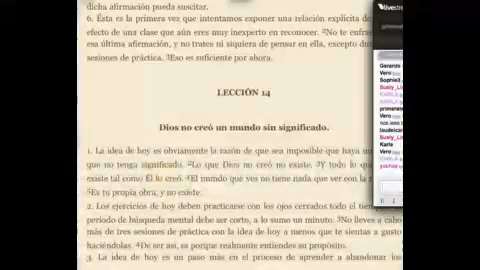 dicha afirmación pueda suscitar.
6. Ésta es la primera vez que intentamos exponer una relación explícita de
efecto de una clase que aún eres muy inexperto en reconocer. ²No te enfra
esa última afirmación, y no trates ni siquiera de pensar en ella, excepto dur
sesiones de práctica. ³Eso es suficiente por ahora.
LECCIÓN 14
Dios no creó un mundo sin significado.
1. La idea de hoy es obviamente la razón de que sea imposible que haya nu
que no tenga significado. ²Lo que Dios no creó no existe. ³Y todo lo
existe tal como Él lo creó. ⁴El mundo que ves no tiene nada que ver con la r
⁵Es tu propia obra, y no existe.
2. Los ejercicios de hoy deben practicarse con los ojos cerrados todo el tiem
período de búsqueda mental debe ser corto, a lo sumo un minuto. ³No lleves a cabo
más de tres sesiones de práctica con la idea de hoy a menos que te sientas a gusto
haciéndolas. ⁴De ser así, es porque realmente entiendes su propósito.
3. La idea de hoy es un paso más en el proceso de aprender a abandonar los
livestre
Gerardo
Vero
Sophie3
Suely_Li
Vero
laudelcarm
Suely_Li
Karla
Vero